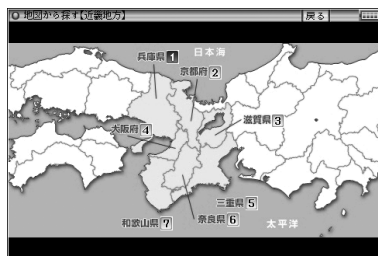 地図から探す【近畿地方】 戻る
日本海
兵庫県 1
京都府 2
滋賀県 3
大阪府 4
三重県 5
奈良県 6
和歌山県 7
太平洋